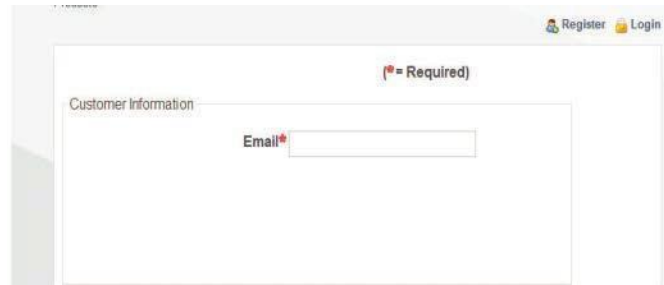 Register Login
(*= Required)
Customer Information
Email*